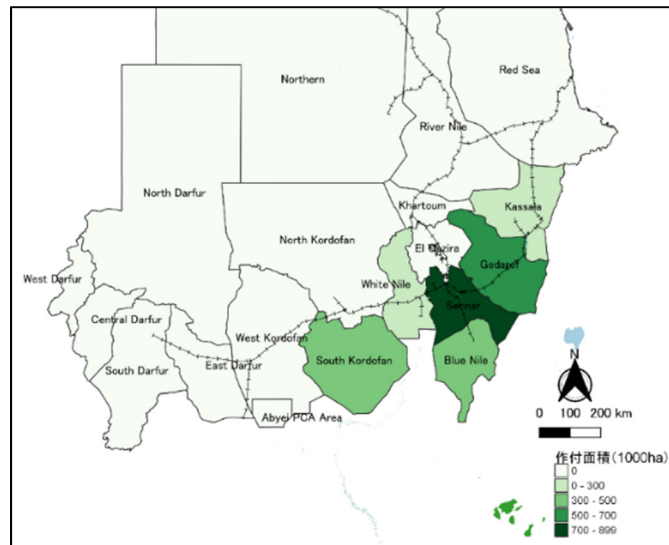 Northern
Red Sea
River Nile
North Darfur
Khartoum
Kassala
El Gezira
North Kordofan
Gadaref
West Darfur
White Nile
Sennar
Central Darfur
West Kordofan
South Kordofan
Blue Nile
East Darfur
South Darfur
Abyei PCA Area
N
0 100 200 km
作付面積(1000ha)
0
0 - 300
300 - 500
500 - 700
700 - 899